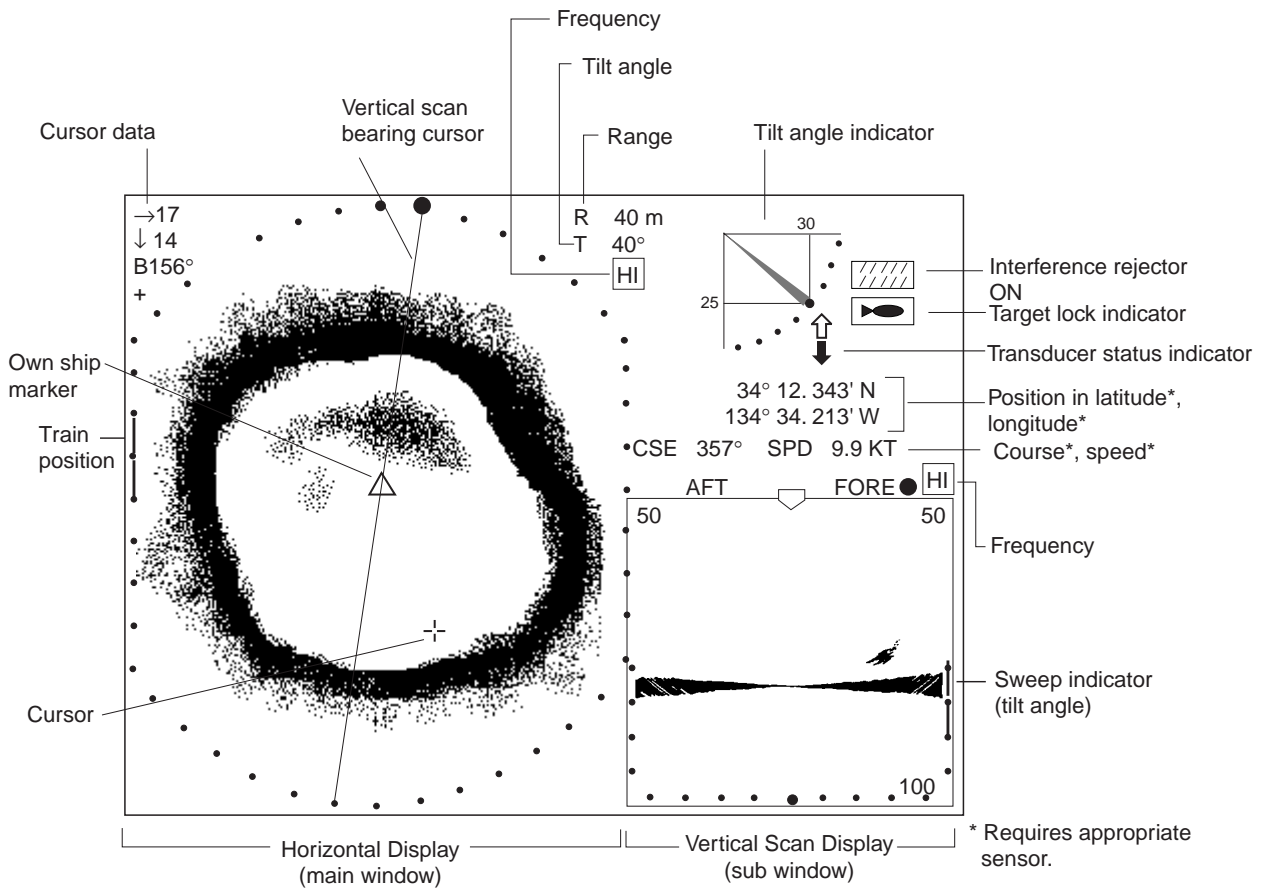 Frequency
Tilt angle
Vertical scan
bearing cursor
Cursor data
Range
Tilt angle indicator
→17
↓ 14
B156°
+
R 40 m
T 40°
HI
30
25
Interference rejector
ON
Target lock indicator
Transducer status indicator
Own ship
marker
34° 12. 343' N
134° 34. 213' W
Position in latitude*,
longitude*
Train
position
CSE 357° SPD 9.9 KT
Course*, speed*
AFT FORE HI
50 50
Frequency
Sweep indicator
(tilt angle)
Cursor
100
Horizontal Display
(main window)
Vertical Scan Display
(sub window)
* Requires appropriate
sensor.